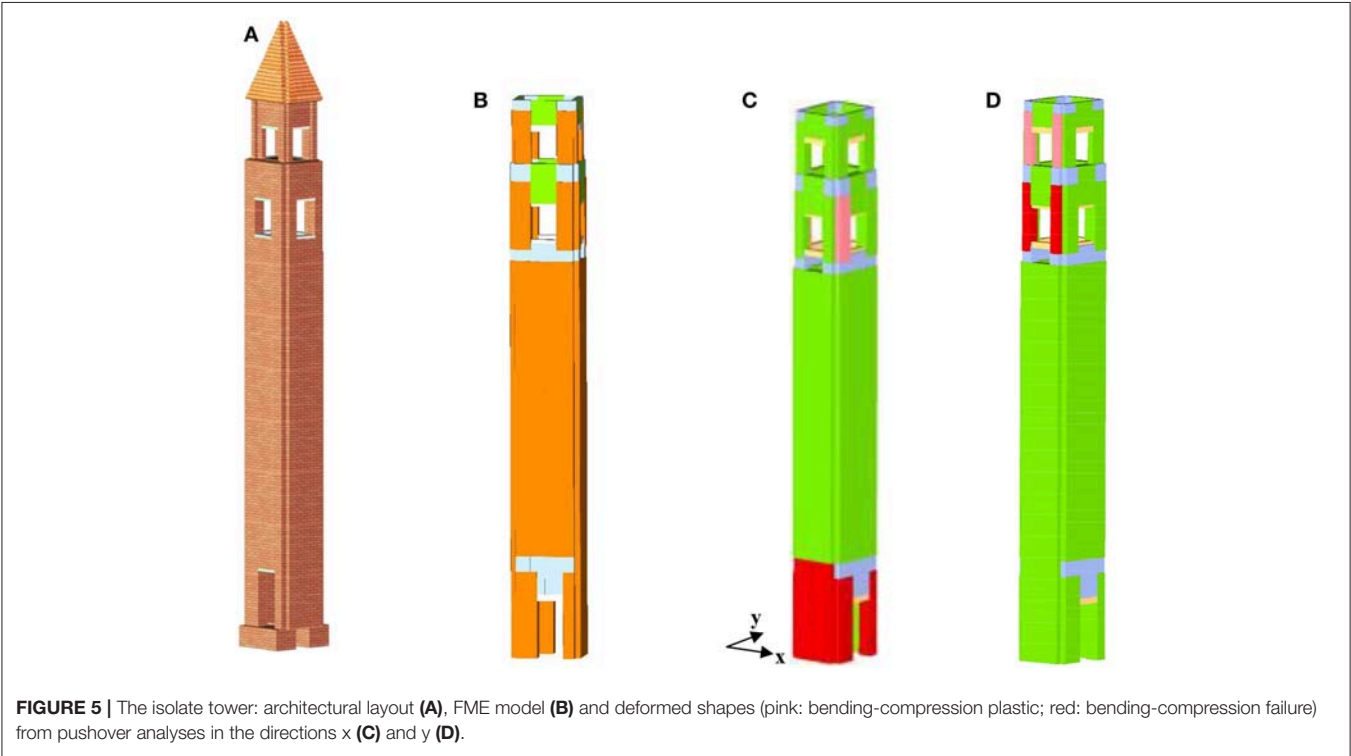 A
B
C
D
y
x
FIGURE 5 | The isolate tower: architectural layout (A), FME model (B) and deformed shapes (pink: bending-compression plastic; red: bending-compression failure)
from pushover analyses in the directions x (C) and y (D).